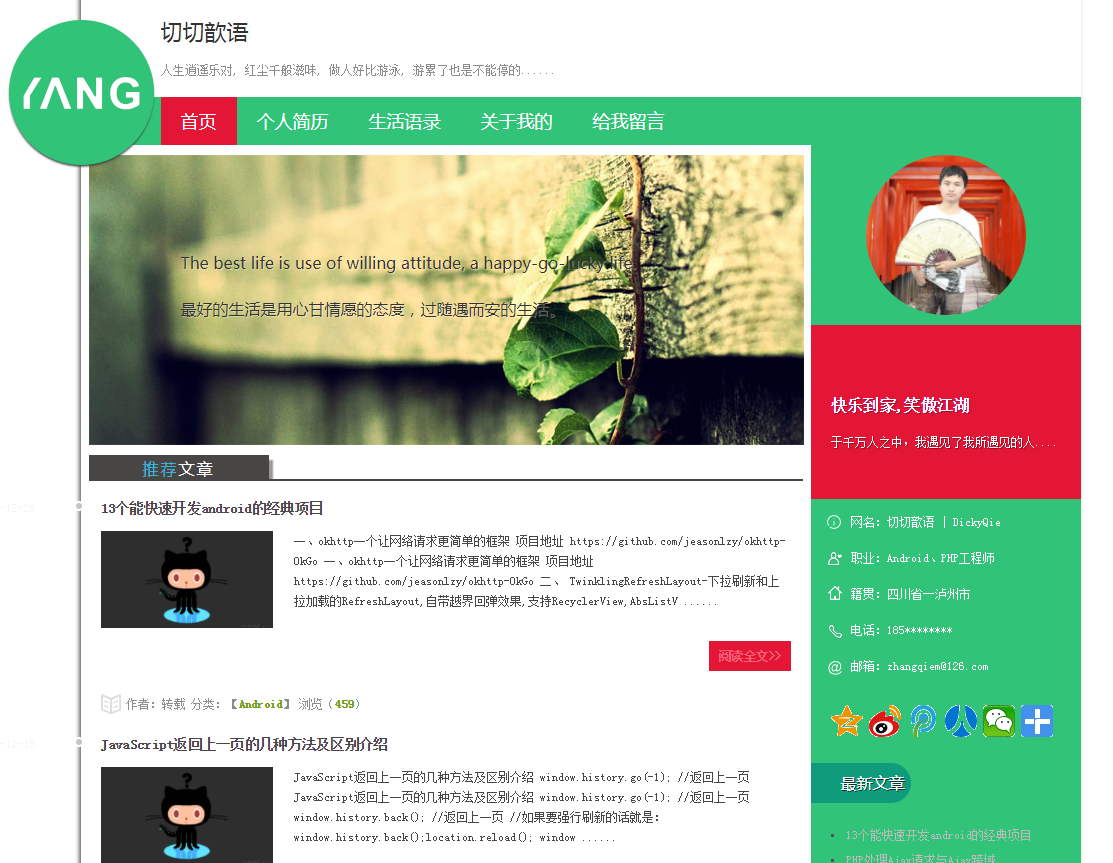 切切歆语
人生逍遥乐对, 红尘千般滋味, 做人好比游泳, 游累了也是不能停的......
YANG
首页 个人简历 生活语录 关于我的 给我留言
The best life is use of willing attitude, a happy-go-lucky life.
最好的生活是用心甘情愿的态度，过随遇而安的生活。
推荐文章
-12-25
13个能快速开发android的经典项目
一、okhttp一个让网络请求更简单的框架 项目地址 https://github.com/jeasonlzy/okhttp-
OkGo 一、okhttp一个让网络请求更简单的框架 项目地址
https://github.com/jeasonlzy/okhttp-OkGo 二、 TwinklingRefreshLayout-下拉刷新和上
拉加载的RefreshLayout,自带越界回弹效果,支持RecyclerView,AbsListV ......
阅读全文>>
作者: 转载 分类: 【Android】 浏览（459）
-12-15
JavaScript返回上一页的几种方法及区别介绍
JavaScript返回上一页的几种方法及区别介绍 window.history.go(-1); //返回上一页
JavaScript返回上一页的几种方法及区别介绍 window.history.go(-1); //返回上一页
window.history.back(); //返回上一页 //如果要强行刷新的话就是:
window.history.back();location.reload(); window ......
快乐到家,笑傲江湖
于千万人之中，我遇见了我所遇见的人....
网名: 切切歆语 | DickyQie
职业: Android、PHP工程师
籍贯: 四川省—泸州市
电话: 185********
邮箱: zhangqiem@126.com
最新文章
13个能快速开发android的经典项目
PHP处理Ajax请求与Ajax跨域